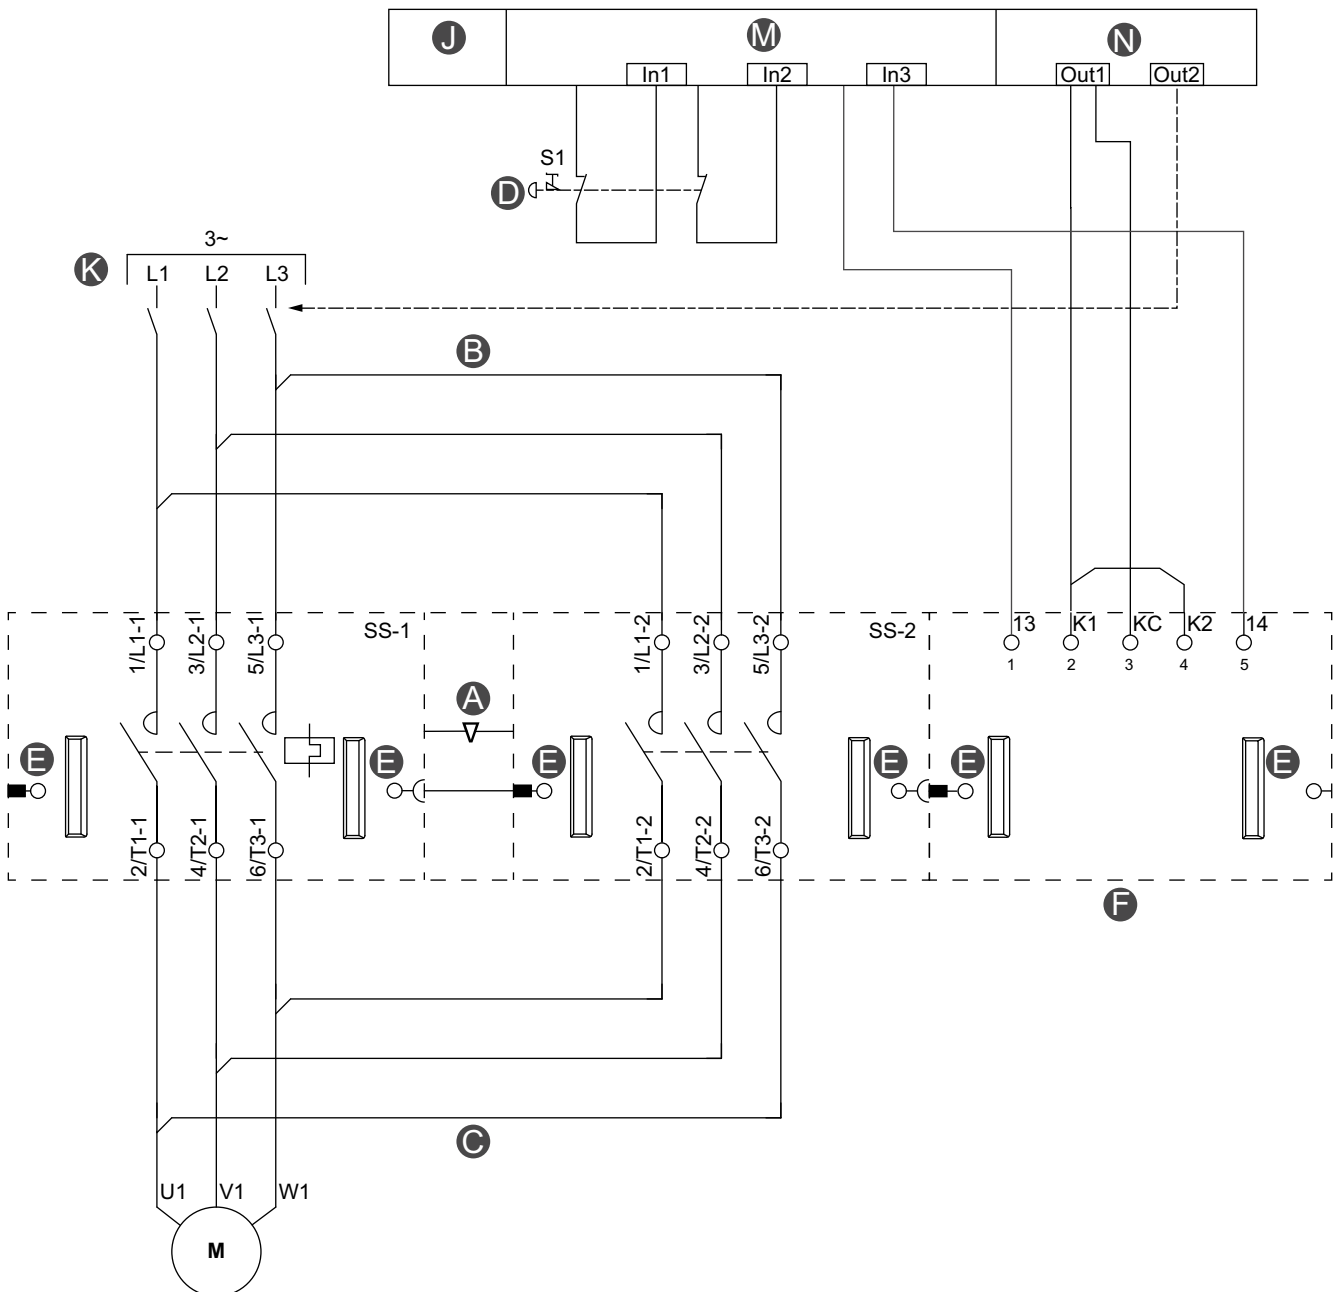 J M N
In1 In2 In3 Out1 Out2
S1
D
3~
K
L1 L2 L3
B
1/L1-1 3/L2-1 5/L3-1 SS-1 1/L1-2 3/L2-2 5/L3-2 SS-2 13 K1 KC K2 14
1 2 3 4 5
A
E E E E E E
2/T1-1 4/T2-1 6/T3-1 2/T1-2 4/T2-2 6/T3-2
F
C
U1 V1 W1
M